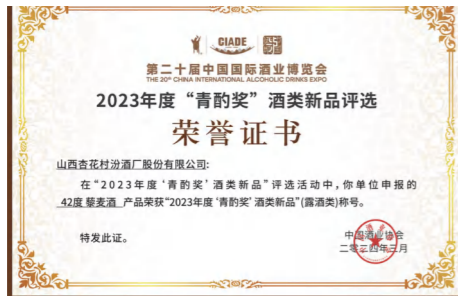 CIADE
第二十届中国国际酒业博览会
THE 20TH CHINA INTERNATIONAL ALCOHOLIC DRINKS EXPO
2023年度“青酌奖”酒类新品评选
荣誉证书
山西杏花村汾酒厂股份有限公司:
在“2023年度‘青酌奖’酒类新品”评选活动中,你单位申报的
42度 藜麦酒 产品荣获“2023年度‘青酌奖’酒类新品”(露酒类)称号。
特发此证。
中国酒业协会
二零二四年三月